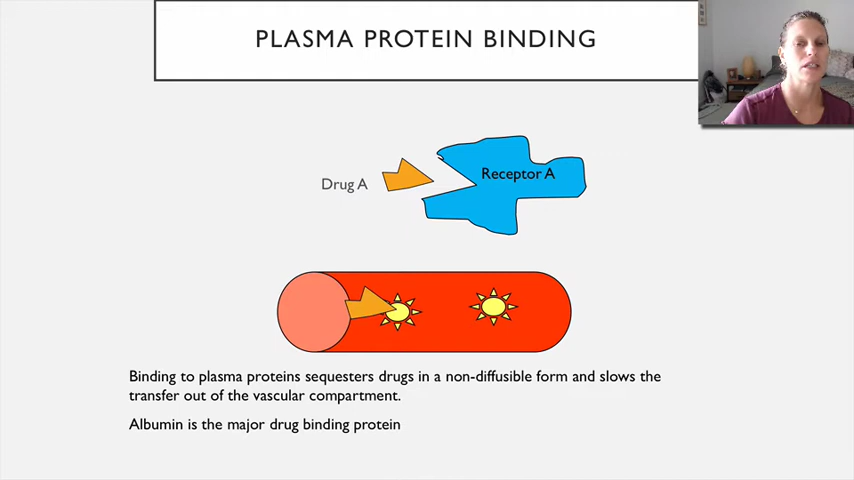 PLASMA PROTEIN BINDING
Drug A
Receptor A
Binding to plasma proteins sequesters drugs in a non-diffusible form and slows the
transfer out of the vascular compartment.
Albumin is the major drug binding protein